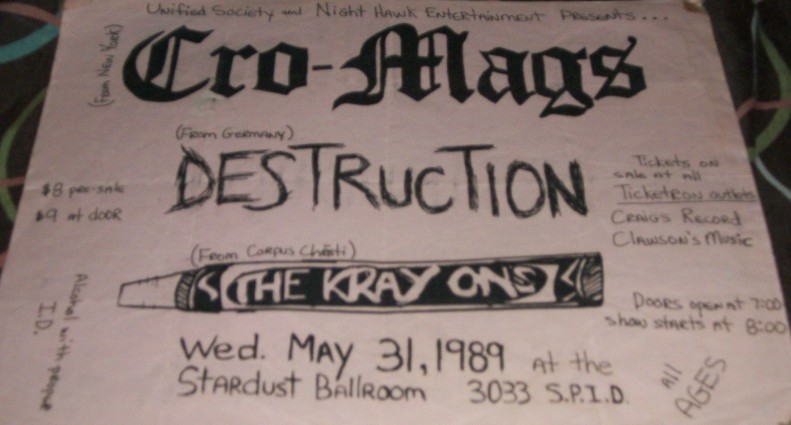 Unified Society and Night Hawk Entertainment Presents...
(From New York)
Cro-Mags
(From Germany)
DESTRUCTION
$8 pre-sale
$9 at door
Tickets on
sale at all
Ticketron outlets
Craig's Record
Clawson's Music
(From Corpus Christi)
THE KRAYONS
Alcohol with proper
I.D.
Doors open at 7:00
show starts at 8:00
Wed. May 31, 1989 at the
Stardust Ballroom 3033 S.P.I.D.
All
AGES